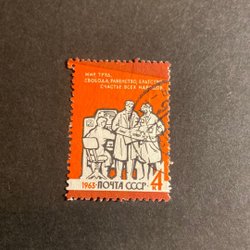 МИР, ТРУД,
СВОБОДА, РАВЕНСТВО, БРАТСТВО,
СЧАСТЬЕ ВСЕХ НАРОДОВ
1963 ПОЧТА СССР 4